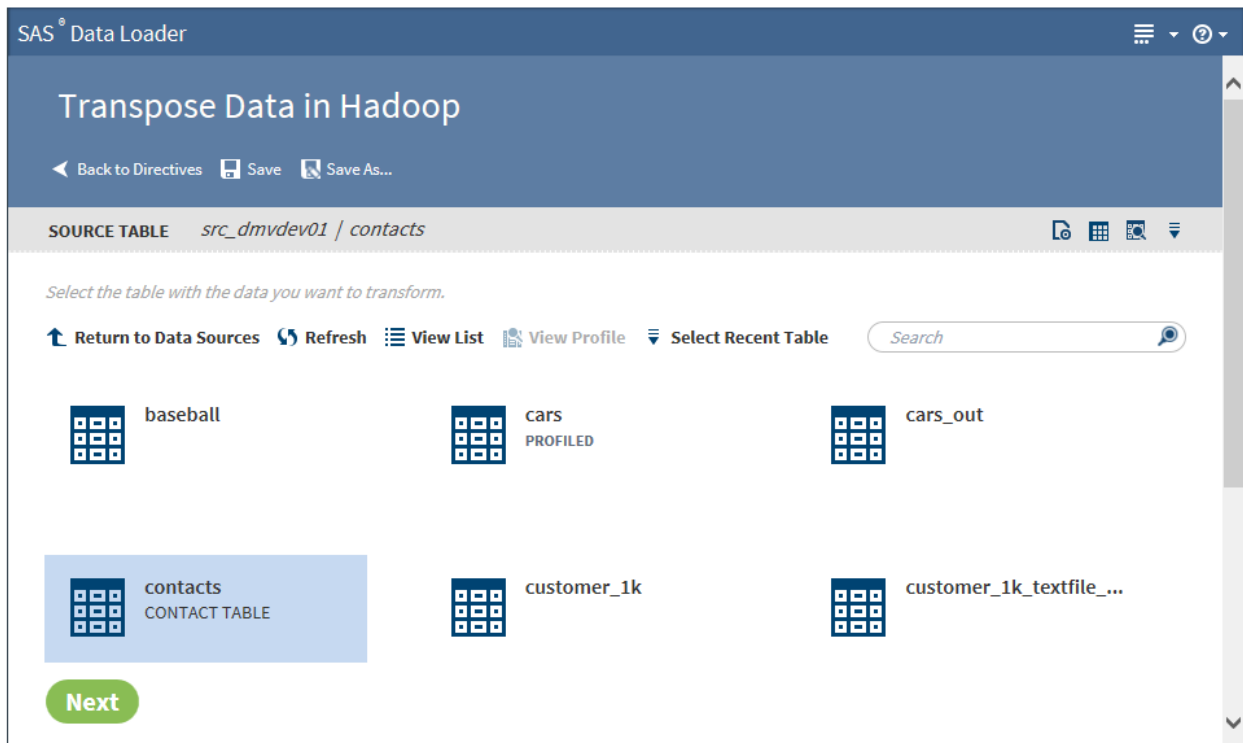 SAS® Data Loader
Transpose Data in Hadoop
Back to Directives Save Save As...
SOURCE TABLE src_dmvdev01 / contacts
Select the table with the data you want to transform.
Return to Data Sources Refresh View List View Profile Select Recent Table Search
baseball cars cars_out
PROFILED
contacts customer_1k customer_1k_textfile_...
CONTACT TABLE
Next